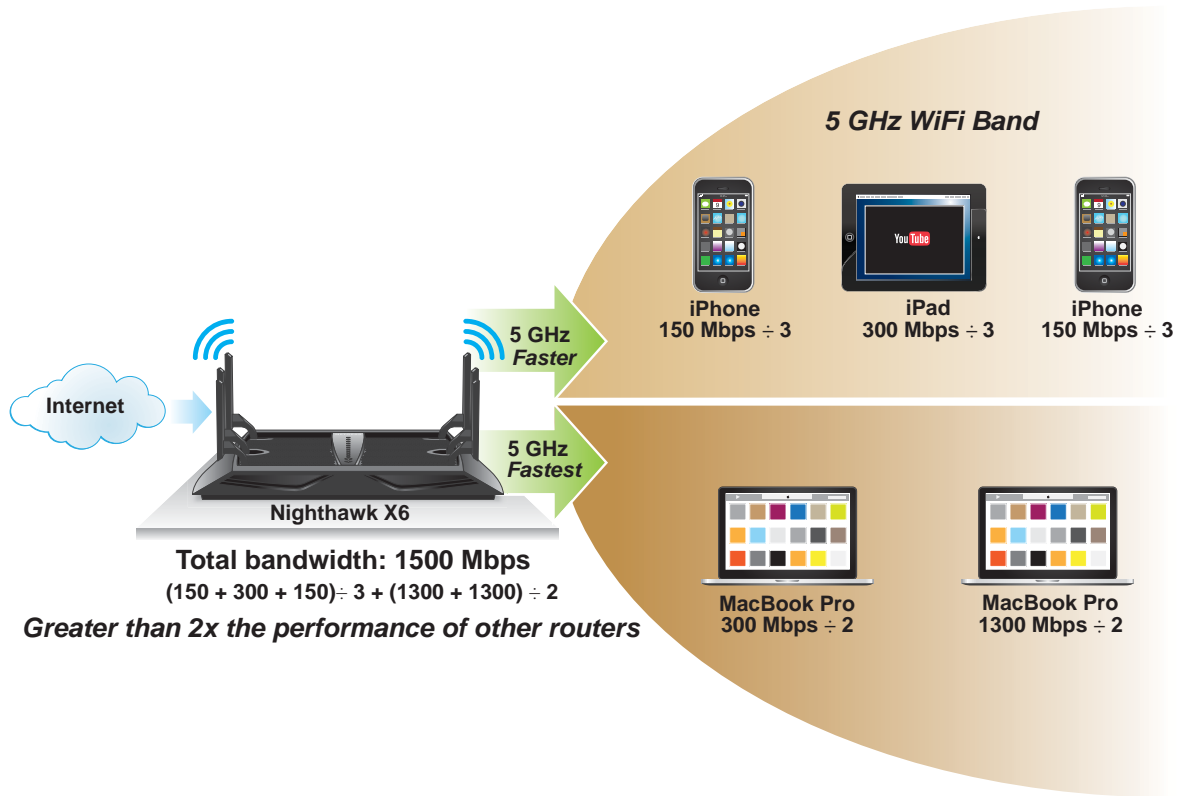 5 GHz WiFi Band
You Tube
iPhone
150 Mbps ÷ 3
iPad
300 Mbps ÷ 3
iPhone
150 Mbps ÷ 3
5 GHz
Faster
Internet
5 GHz
Fastest
Nighthawk X6
Total bandwidth: 1500 Mbps
(150 + 300 + 150)÷ 3 + (1300 + 1300) ÷ 2
Greater than 2x the performance of other routers
MacBook Pro
300 Mbps ÷ 2
MacBook Pro
1300 Mbps ÷ 2